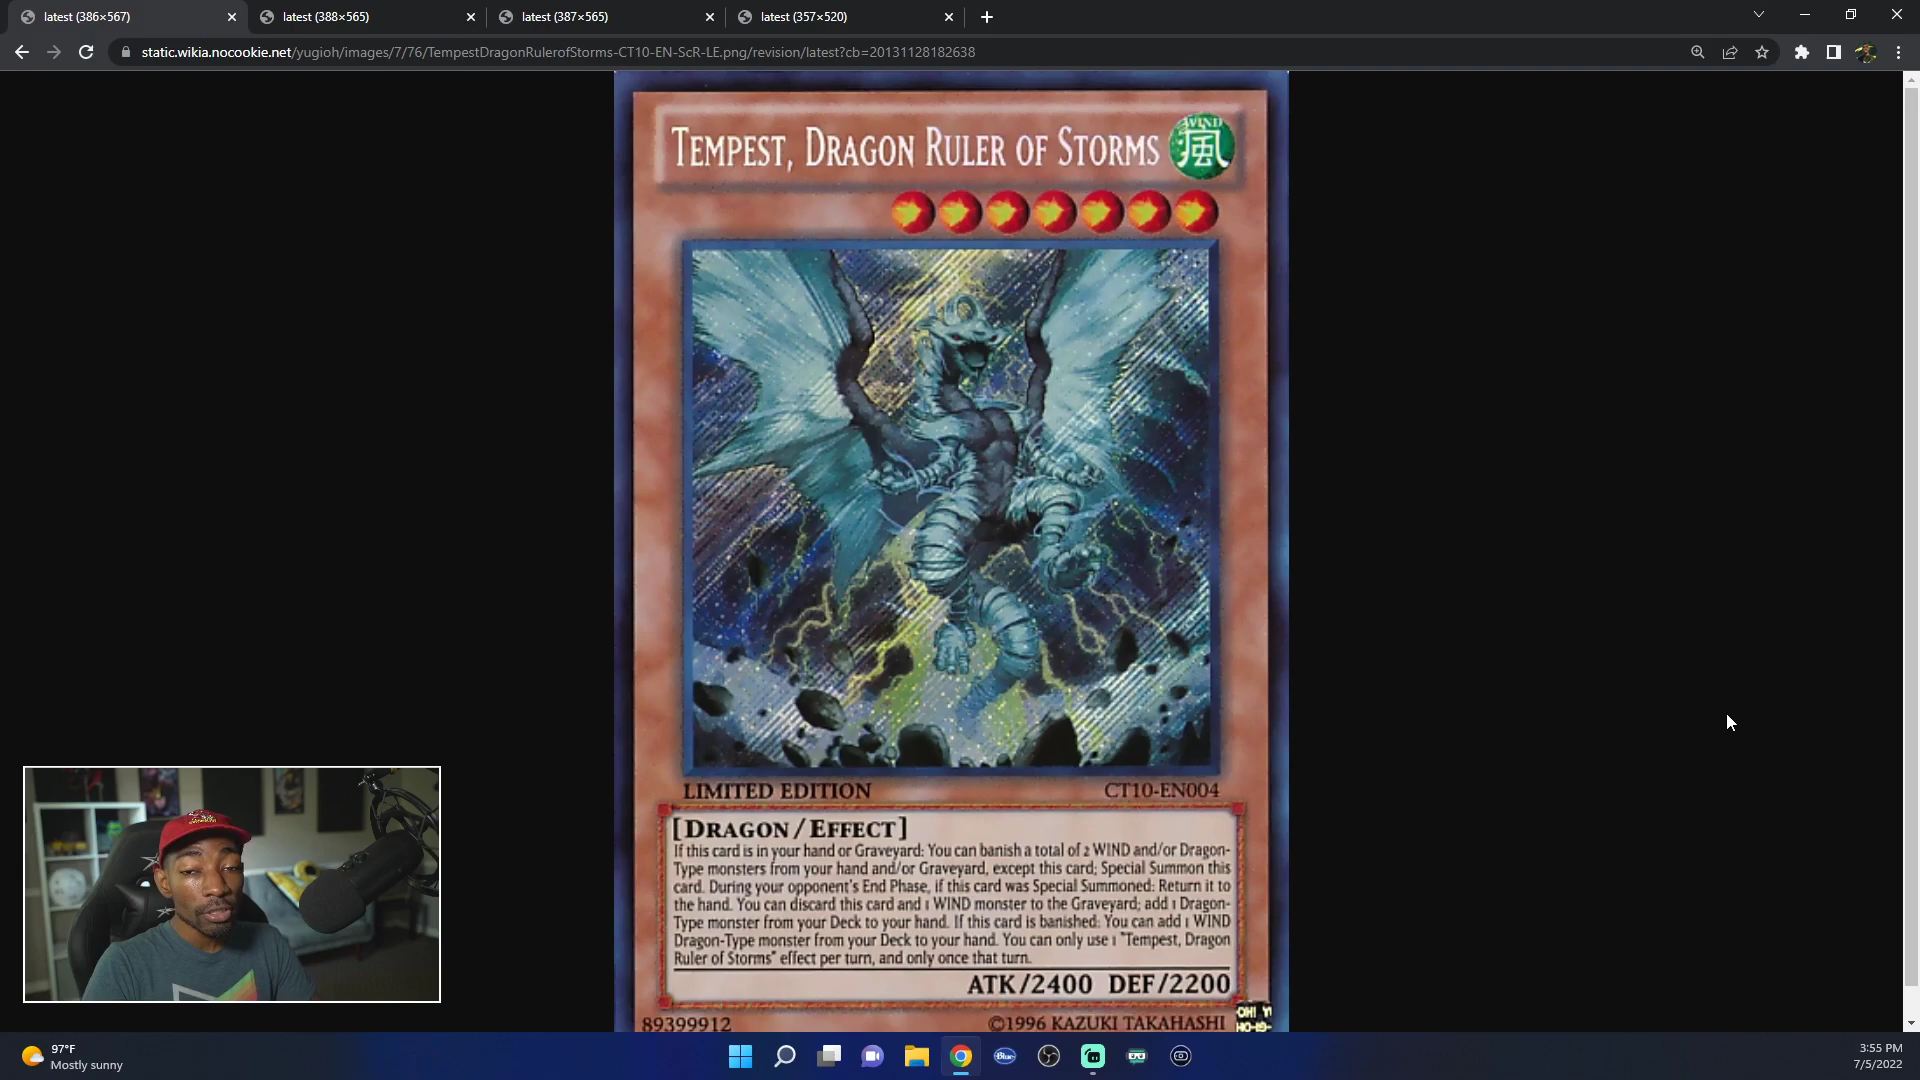 latest (386×567)
latest (388×565)
latest (387×565)
latest (357×520)
static.wikia.nocookie.net/yugioh/images/7/76/TempestDragonRulerofStorms-CT10-EN-ScR-LE.png/revision/latest?cb=20131128182638
TEMPEST, DRAGON RULER OF STORMS
WIND
風
LIMITED EDITION
CT10-EN004
[DRAGON/EFFECT]
If this card is in your hand or Graveyard: You can banish a total of 2 WIND and/or Dragon-
Type monsters from your hand and/or Graveyard, except this card; Special Summon this
card. During your opponent's End Phase, if this card was Special Summoned: Return it to
the hand. You can discard this card and 1 WIND monster to the Graveyard; add 1 Dragon-
Type monster from your Deck to your hand. If this card is banished: You can add 1 WIND
Dragon-Type monster from your Deck to your hand. You can only use 1 "Tempest, Dragon
Ruler of Storms" effect per turn, and only once that turn.
ATK/2400 DEF/2200
89399912
©1996 KAZUKI TAKAHASHI
97°F
Mostly sunny
Blue
3:55 PM
7/5/2022